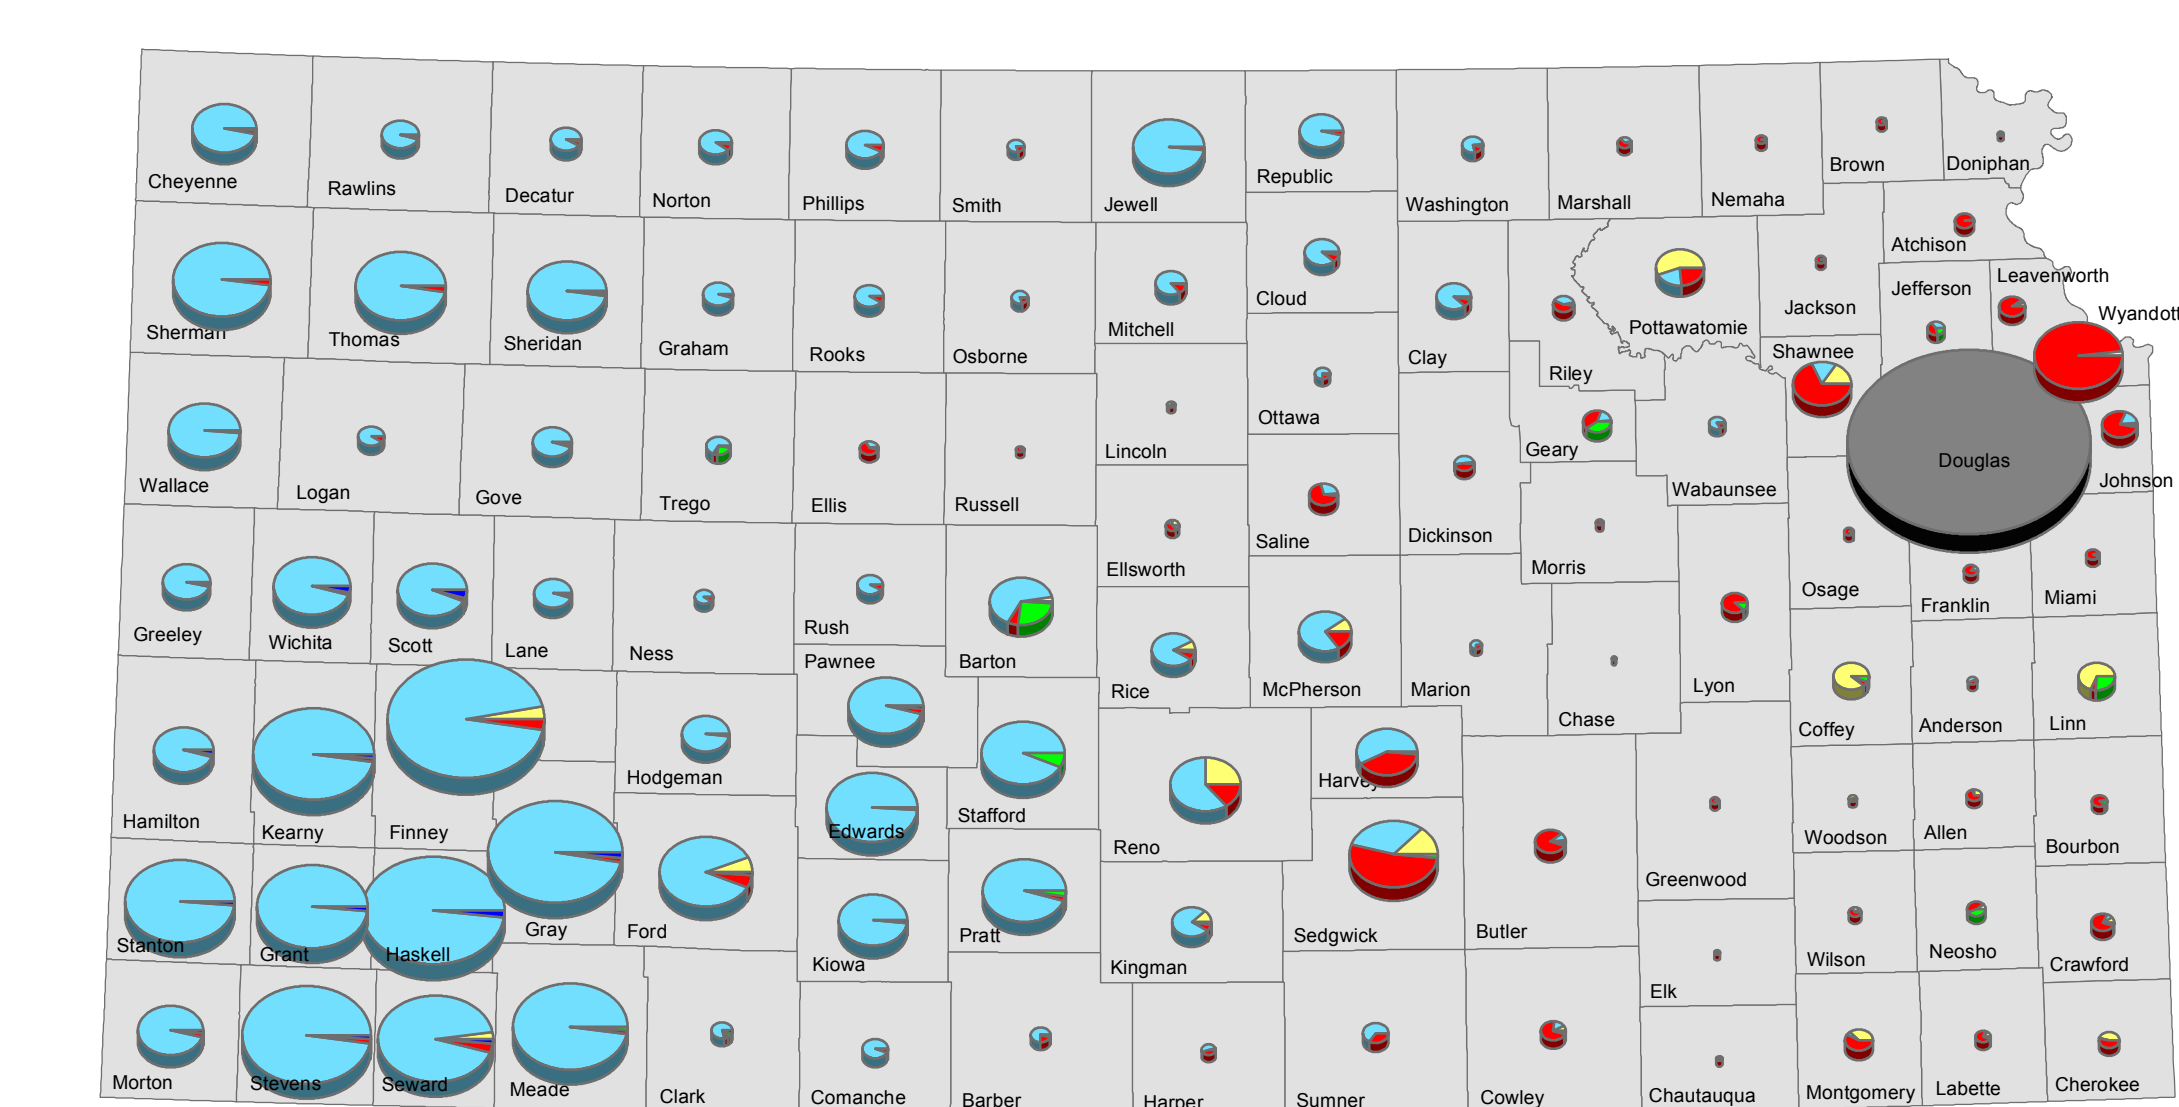 Cheyenne
Rawlins
Decatur
Norton
Phillips
Smith
Jewell
Republic
Washington
Marshall
Nemaha
Brown
Doniphan
Sherman
Thomas
Sheridan
Graham
Rooks
Osborne
Mitchell
Cloud
Clay
Riley
Pottawatomie
Jackson
Atchison
Jefferson
Leavenworth
Wyandott
Shawnee
Wallace
Logan
Gove
Trego
Ellis
Russell
Lincoln
Ottawa
Geary
Wabaunsee
Douglas
Johnson
Saline
Dickinson
Ellsworth
Morris
Osage
Franklin
Miami
Greeley
Wichita
Scott
Lane
Ness
Rush
Barton
Pawnee
Rice
McPherson
Marion
Chase
Lyon
Coffey
Anderson
Linn
Hamilton
Kearny
Finney
Hodgeman
Edwards
Stafford
Reno
Harvey
Greenwood
Woodson
Allen
Bourbon
Stanton
Grant
Haskell
Gray
Ford
Kiowa
Pratt
Kingman
Sedgwick
Butler
Elk
Wilson
Neosho
Crawford
Morton
Stevens
Seward
Meade
Clark
Comanche
Barber
Harper
Sumner
Cowley
Chautauqua
Montgomery
Labette
Cherokee